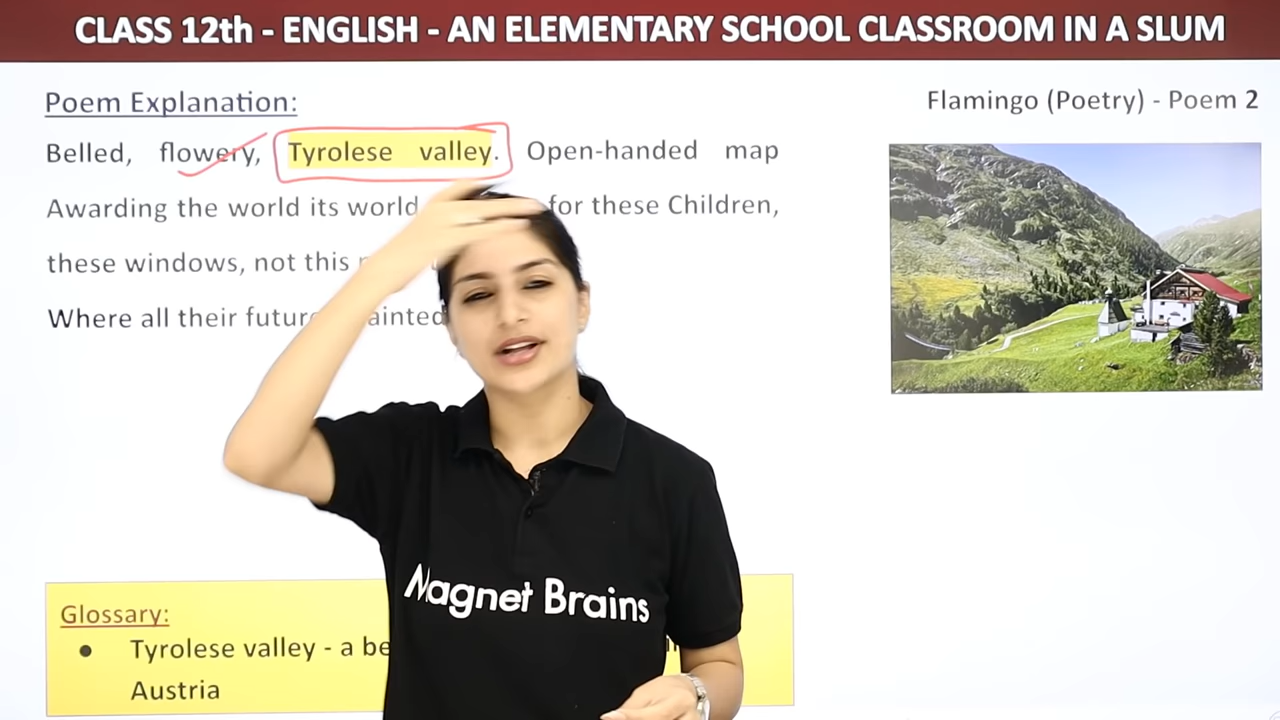 CLASS 12th - ENGLISH - AN ELEMENTARY SCHOOL CLASSROOM IN A SLUM
Poem Explanation:
Flamingo (Poetry) - Poem 2
Belled, flowery, Tyrolese valley. Open-handed map
Awarding the world its world for these Children,
these windows, not this
Where all their future painted
Magnet Brains
Glossary:
● Tyrolese valley - a be
Austria